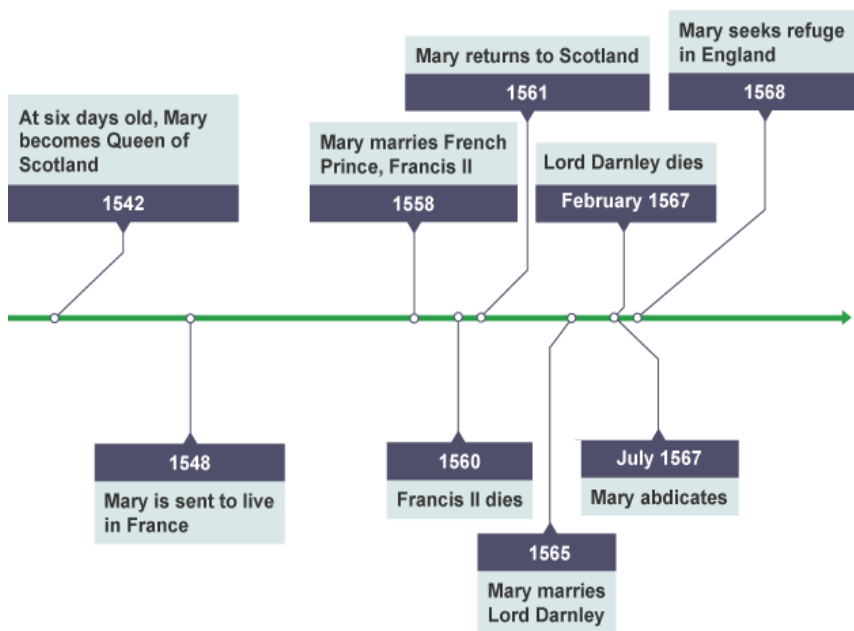 At six days old, Mary
becomes Queen of
Scotland
1542
Mary is sent to live
in France
1548
Mary marries French
Prince, Francis II
1558
1560
Francis II dies
Mary returns to Scotland
1561
1565
Mary marries
Lord Darnley
Lord Darnley dies
February 1567
July 1567
Mary abdicates
Mary seeks refuge
in England
1568